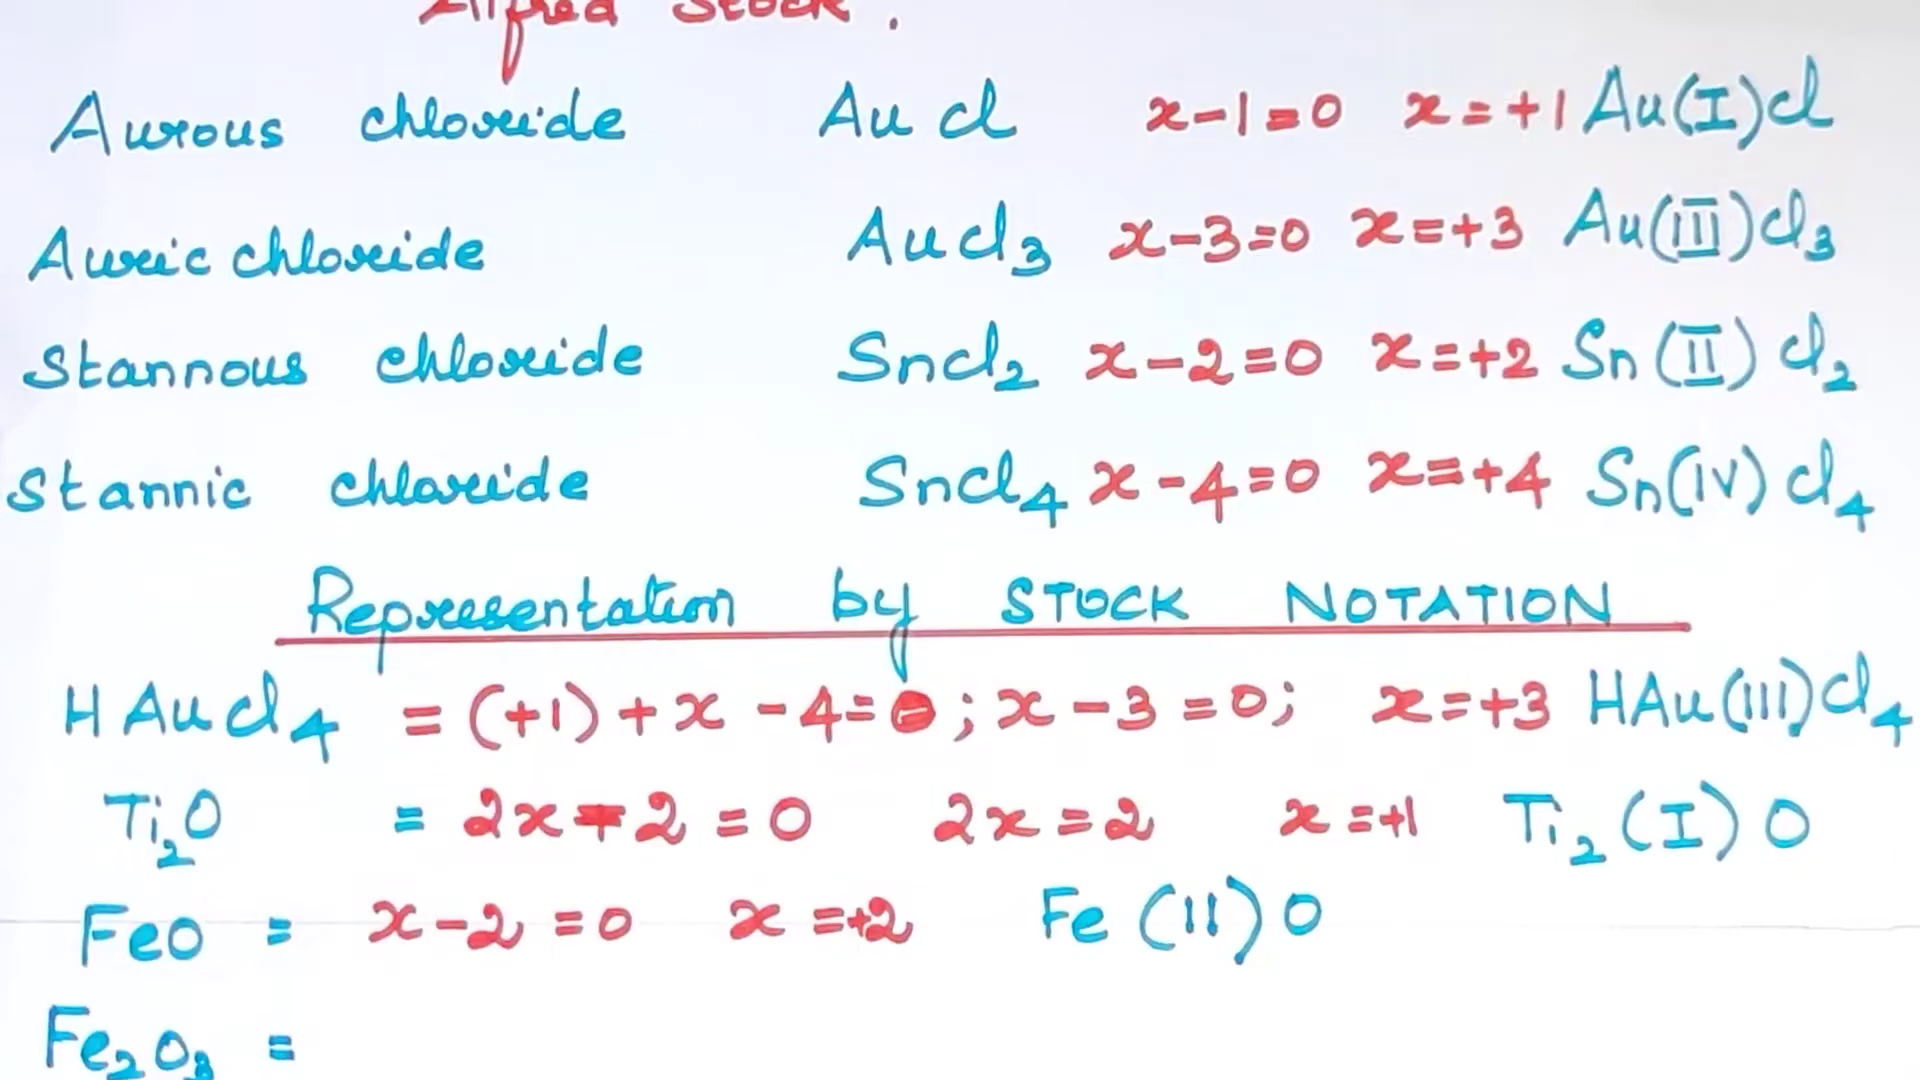 Alfred Stock.
Aurous chloride AuCl x-1=0 x=+1 Au(I)Cl
Auric chloride AuCl₃ x-3=0 x=+3 Au(III)Cl₃
Stannous chloride SnCl₂ x-2=0 x=+2 Sn(II)Cl₂
Stannic chloride SnCl₄ x-4=0 x=+4 Sn(IV)Cl₄
Representation by STOCK NOTATION
HAuCl₄ = (+1)+x-4=0; x-3=0; x=+3 HAu(III)Cl₄
Ti₂O = 2x-2=0 2x=2 x=+1 Ti₂(I)O
FeO = x-2=0 x=+2 Fe(II)O
Fe₂O₃ =